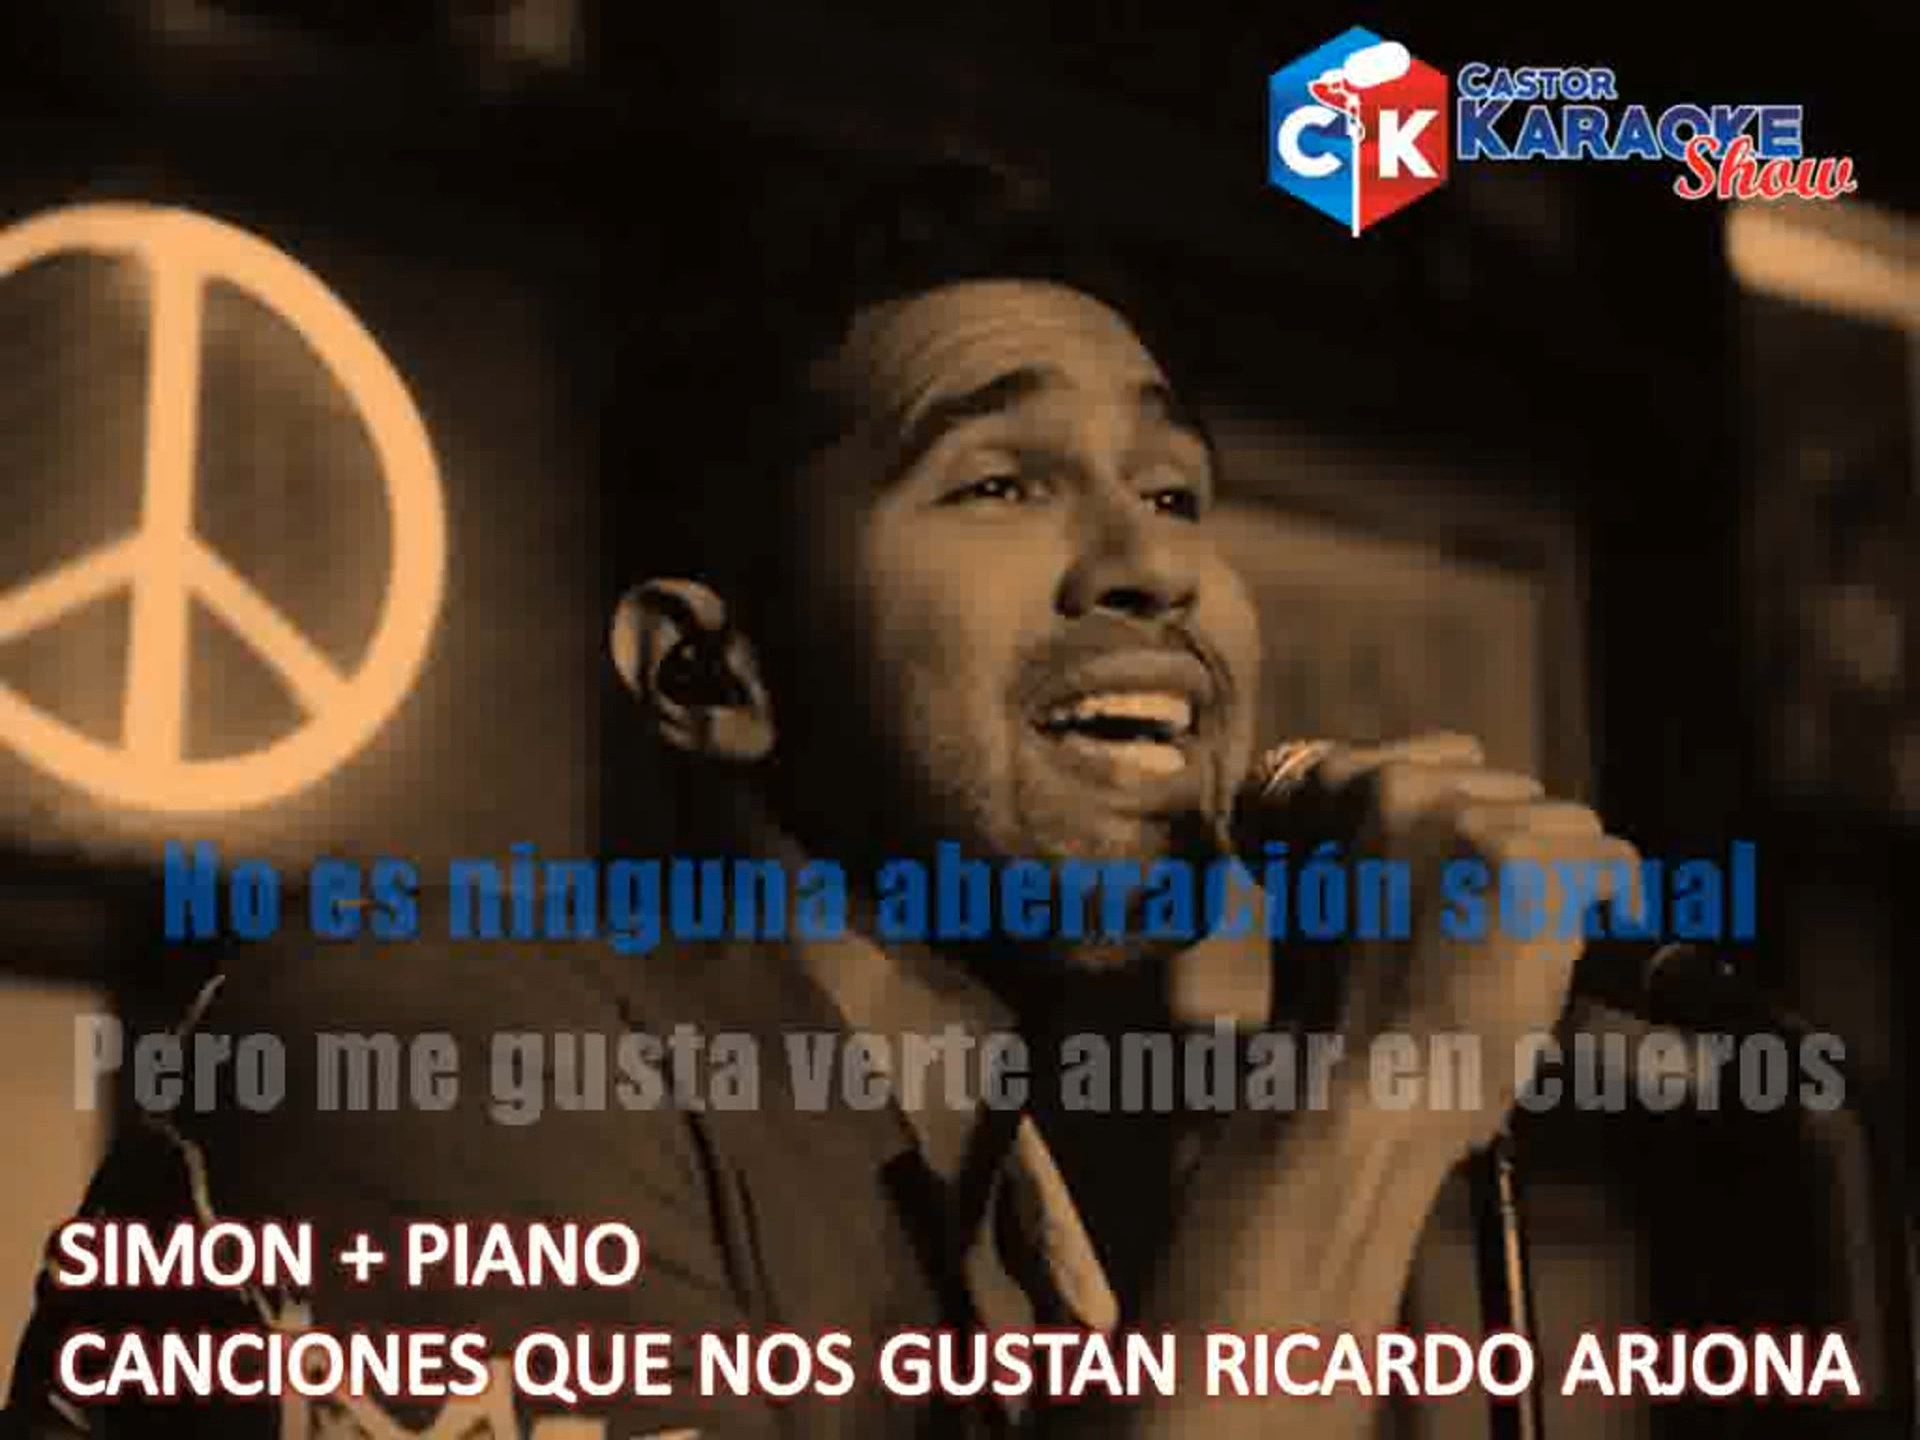 CASTOR
KARAOKE
Show
CK
No es ninguna aberración sexual
Pero me gusta verte andar en cueros
SIMON + PIANO
CANCIONES QUE NOS GUSTAN RICARDO ARJONA